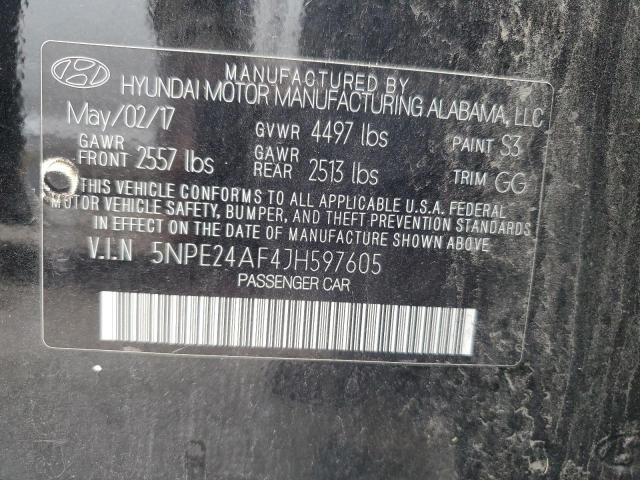 MANUFACTURED BY
HYUNDAI MOTOR MANUFACTURING ALABAMA, LLC
May/02/17 GVWR 4497 lbs PAINT S3
GAWR FRONT 2557 lbs GAWR REAR 2513 lbs TRIM GG
THIS VEHICLE CONFORMS TO ALL APPLICABLE U.S.A. FEDERAL
MOTOR VEHICLE SAFETY, BUMPER, AND THEFT PREVENTION STANDARDS
IN EFFECT ON THE DATE OF MANUFACTURE SHOWN ABOVE.
V.I.N 5NPE24AF4JH597605
PASSENGER CAR